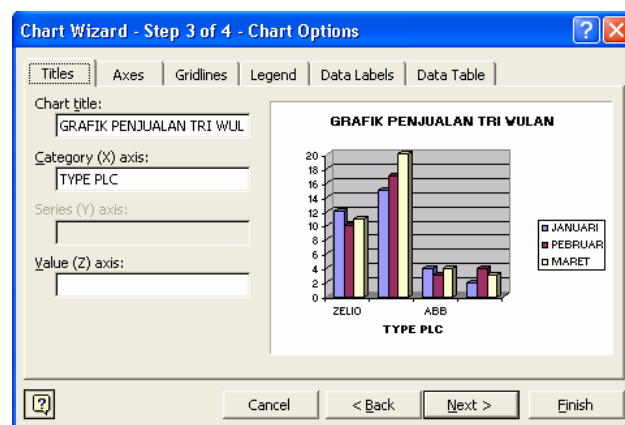 Chart Wizard - Step 3 of 4 - Chart Options
Titles Axes Gridlines Legend Data Labels Data Table
Chart title:
GRAFIK PENJUALAN TRI WUL
Category (X) axis:
TYPE PLC
Series (Y) axis:
Value (Z) axis:
GRAFIK PENJUALAN TRI WULAN
20
18
16
14
12
10
8
6
4
2
0
ZELIO ABB
TYPE PLC
JANUARI
PEBRUAR
MARET
Cancel < Back Next > Finish